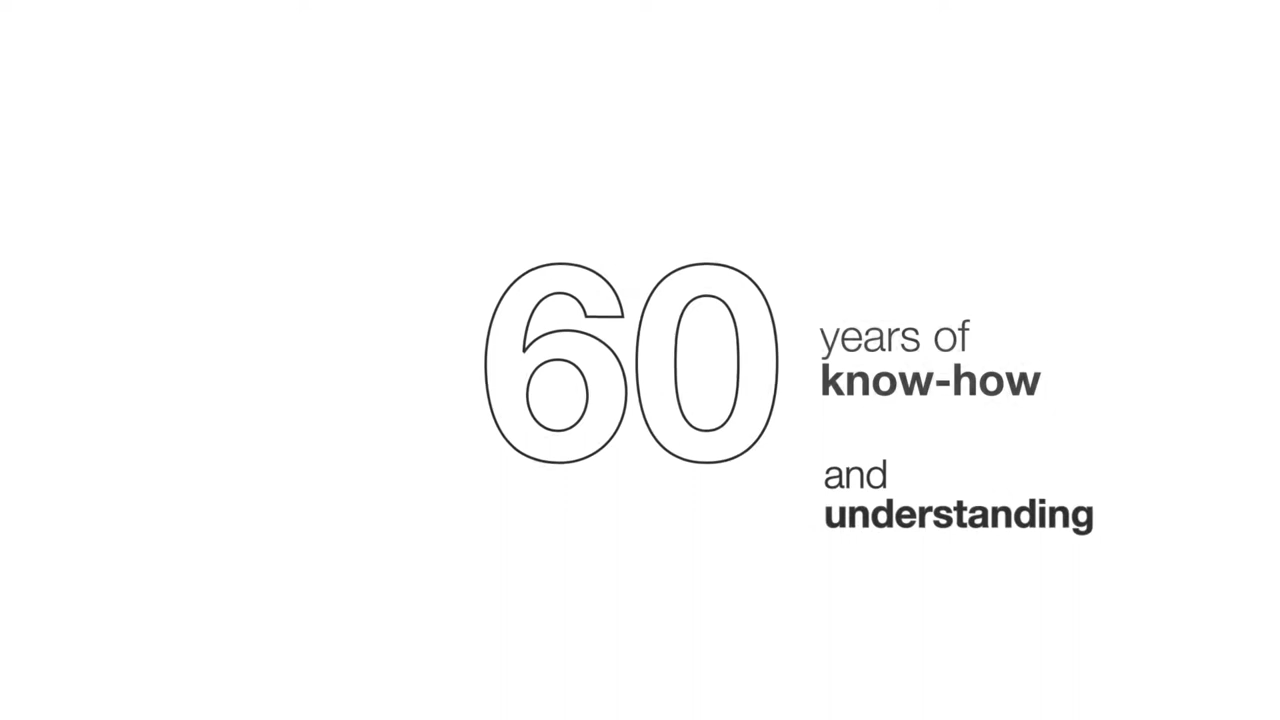 60
years of
know-how
and
understanding